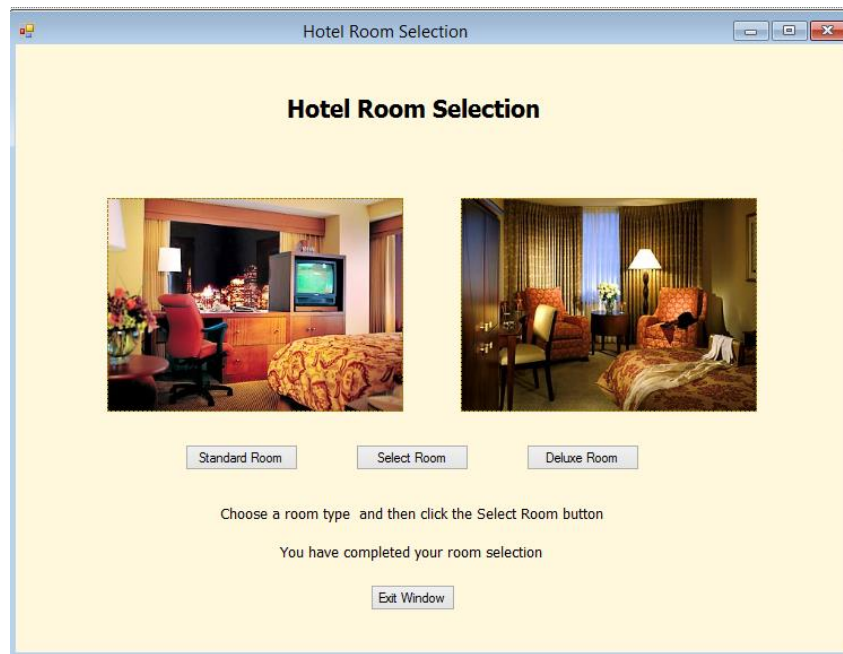 Hotel Room Selection
Hotel Room Selection
Standard Room
Select Room
Deluxe Room
Choose a room type  and then click the Select Room button
You have completed your room selection
Exit Window